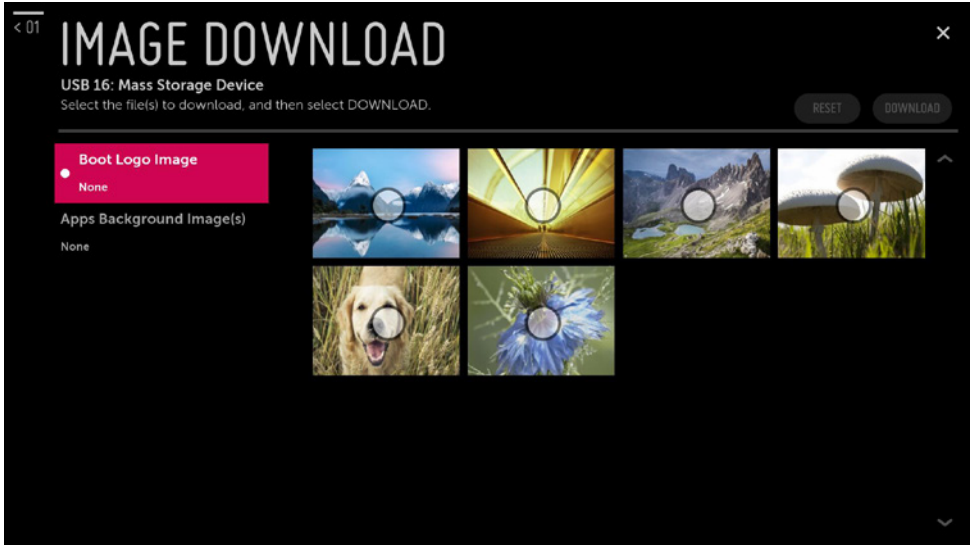 < 01
IMAGE DOWNLOAD
USB 16: Mass Storage Device
Select the file(s) to download, and then select DOWNLOAD.
RESET
DOWNLOAD
Boot Logo Image
None
Apps Background Image(s)
None